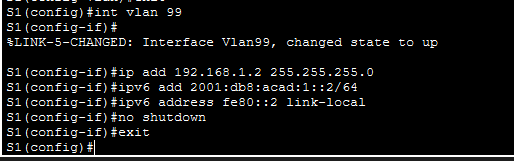 S1(config)#int vlan 99
S1(config-if)#
%LINK-5-CHANGED: Interface Vlan99, changed state to up
S1(config-if)#ip add 192.168.1.2 255.255.255.0
S1(config-if)#ipv6 add 2001:db8:acad:1::2/64
S1(config-if)#ipv6 address fe80::2 link-local
S1(config-if)#no shutdown
S1(config-if)#exit
S1(config)#